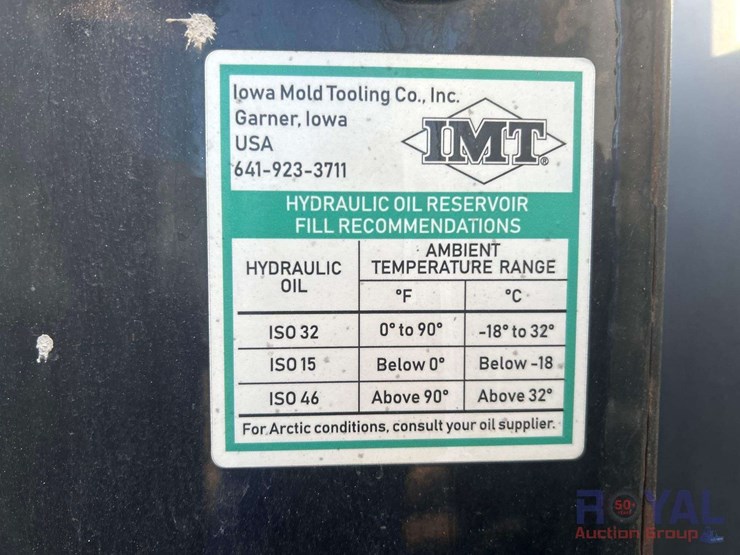 Iowa Mold Tooling Co., Inc.
Garner, Iowa
USA
641-923-3711
IMT®
HYDRAULIC OIL RESERVOIR
FILL RECOMMENDATIONS
HYDRAULIC OIL
AMBIENT
TEMPERATURE RANGE
°F °C
ISO 32 0° to 90° -18° to 32°
ISO 15 Below 0° Below -18
ISO 46 Above 90° Above 32°
For Arctic conditions, consult your oil supplier.
50
ROYAL
Auction Group